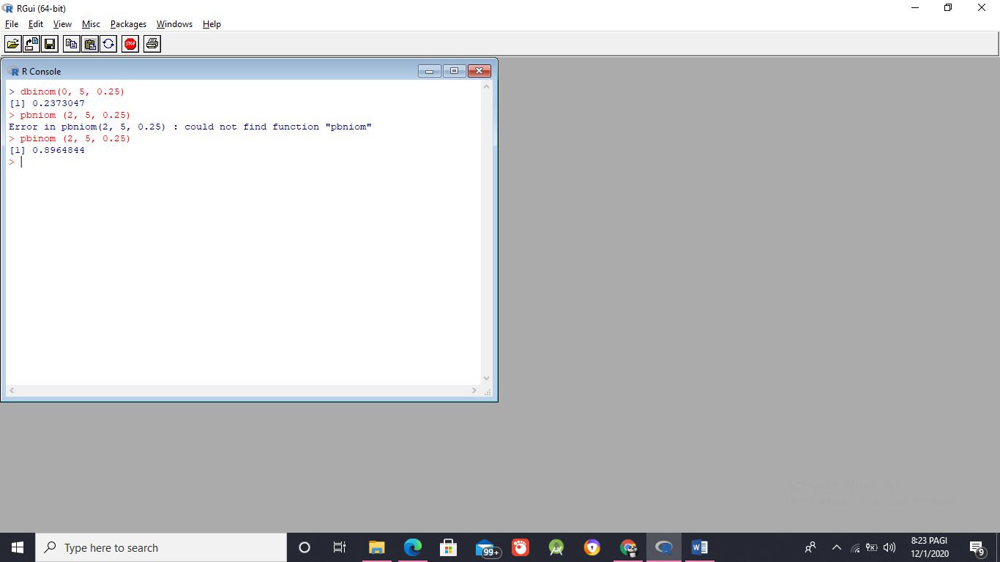 RGui (64-bit)
File Edit View Misc Packages Windows Help
STOP
R Console
> dbinom(0, 5, 0.25)
[1] 0.2373047
> pbniom (2, 5, 0.25)
Error in pbniom(2, 5, 0.25) : could not find function "pbniom"
> pbinom (2, 5, 0.25)
[1] 0.8964844
>
Type here to search
99+
8:23 PAGI
12/1/2020
9